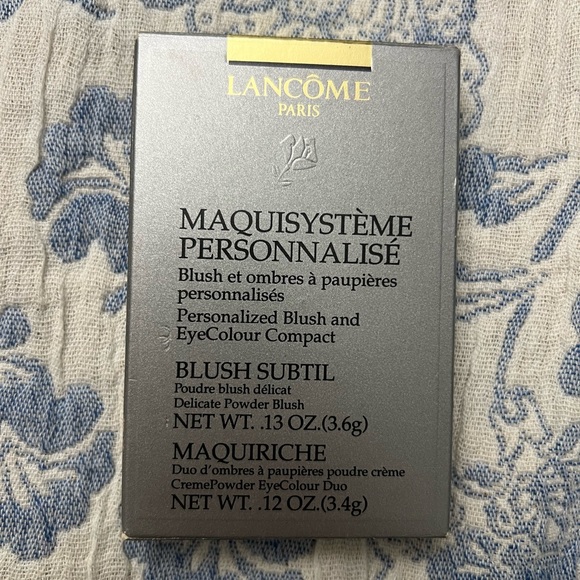 LANCÔME
PARIS
MAQUISYSTÈME
PERSONNALISÉ
Blush et ombres à paupières
personnalisés
Personalized Blush and
EyeColour Compact
BLUSH SUBTIL
Poudre blush délicat
Delicate Powder Blush
NET WT. .13 OZ.(3.6g)
MAQUIRICHE
Duo d'ombres à paupières poudre crème
CremePowder EyeColour Duo
NET WT. .12 OZ.(3.4g)